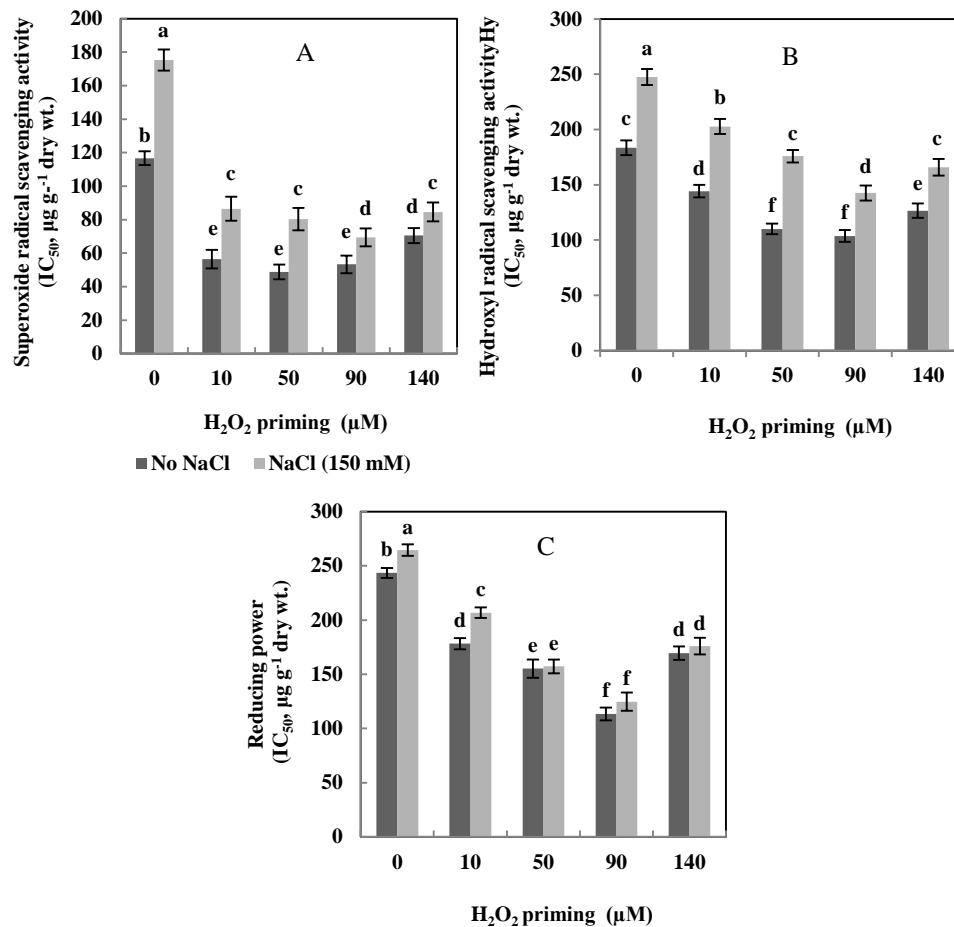 Superoxide radical scavenging activity
(IC₅₀, µg g-¹ dry wt.)
200
180
160
140
120
100
80
60
40
20
0
A
a
b
c
e
c
e
d
e
d
c
0 10 50 90 140
H₂O₂ priming (µM)
No NaCl NaCl (150 mM)
Hydroxyl radical scavenging activityHy
(IC₅₀, µg g⁻¹ dry wt.)
300
250
200
150
100
50
0
B
c
a
d
b
f
c
f
d
e
c
0 10 50 90 140
H₂O₂ priming (µM)
Reducing power
(IC₅₀, µg g⁻¹ dry wt.)
300
250
200
150
100
50
0
C
b
a
d
c
e e
f f
d d
0 10 50 90 140
H₂O₂ priming (µM)